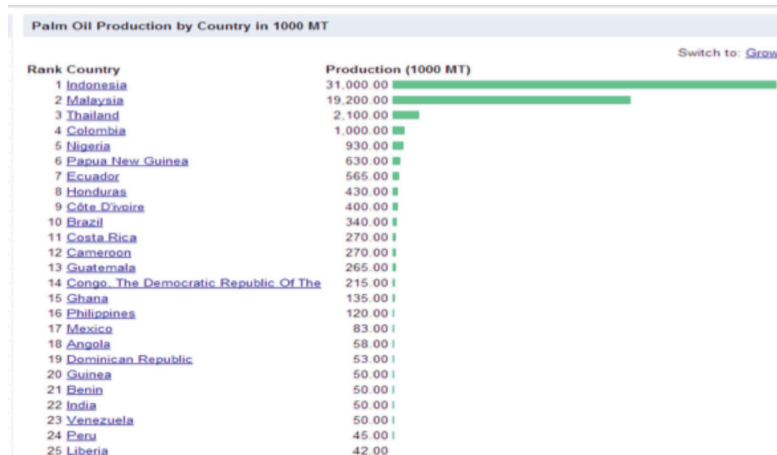 Palm Oil Production by Country in 1000 MT
Switch to: Grow
Rank Country Production (1000 MT)
1 Indonesia 31,000.00
2 Malaysia 19,200.00
3 Thailand 2,100.00
4 Colombia 1,000.00
5 Nigeria 930.00
6 Papua New Guinea 630.00
7 Ecuador 565.00
8 Honduras 430.00
9 Côte D'ivoire 400.00
10 Brazil 340.00
11 Costa Rica 270.00
12 Cameroon 270.00
13 Guatemala 265.00
14 Congo, The Democratic Republic Of The 215.00
15 Ghana 135.00
16 Philippines 120.00
17 Mexico 83.00
18 Angola 58.00
19 Dominican Republic 53.00
20 Guinea 50.00
21 Benin 50.00
22 India 50.00
23 Venezuela 50.00
24 Peru 45.00
25 Liberia 42.00